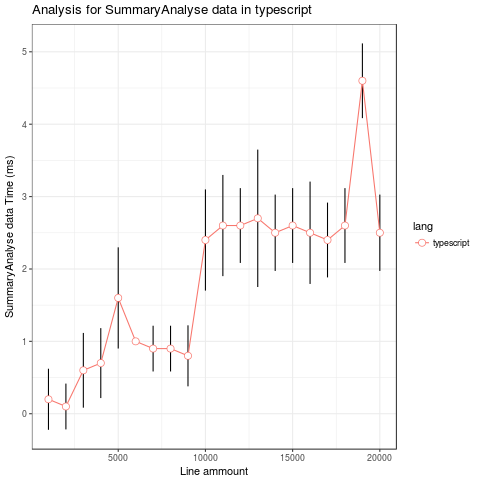 Analysis for SummaryAnalyse data in typescript
SummaryAnalyse data Time (ms)
5
4
3
2
1
0
5000
10000
15000
20000
Line ammount
lang
typescript